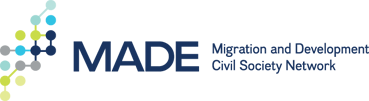 MADE
Migration and Development
Civil Society Network